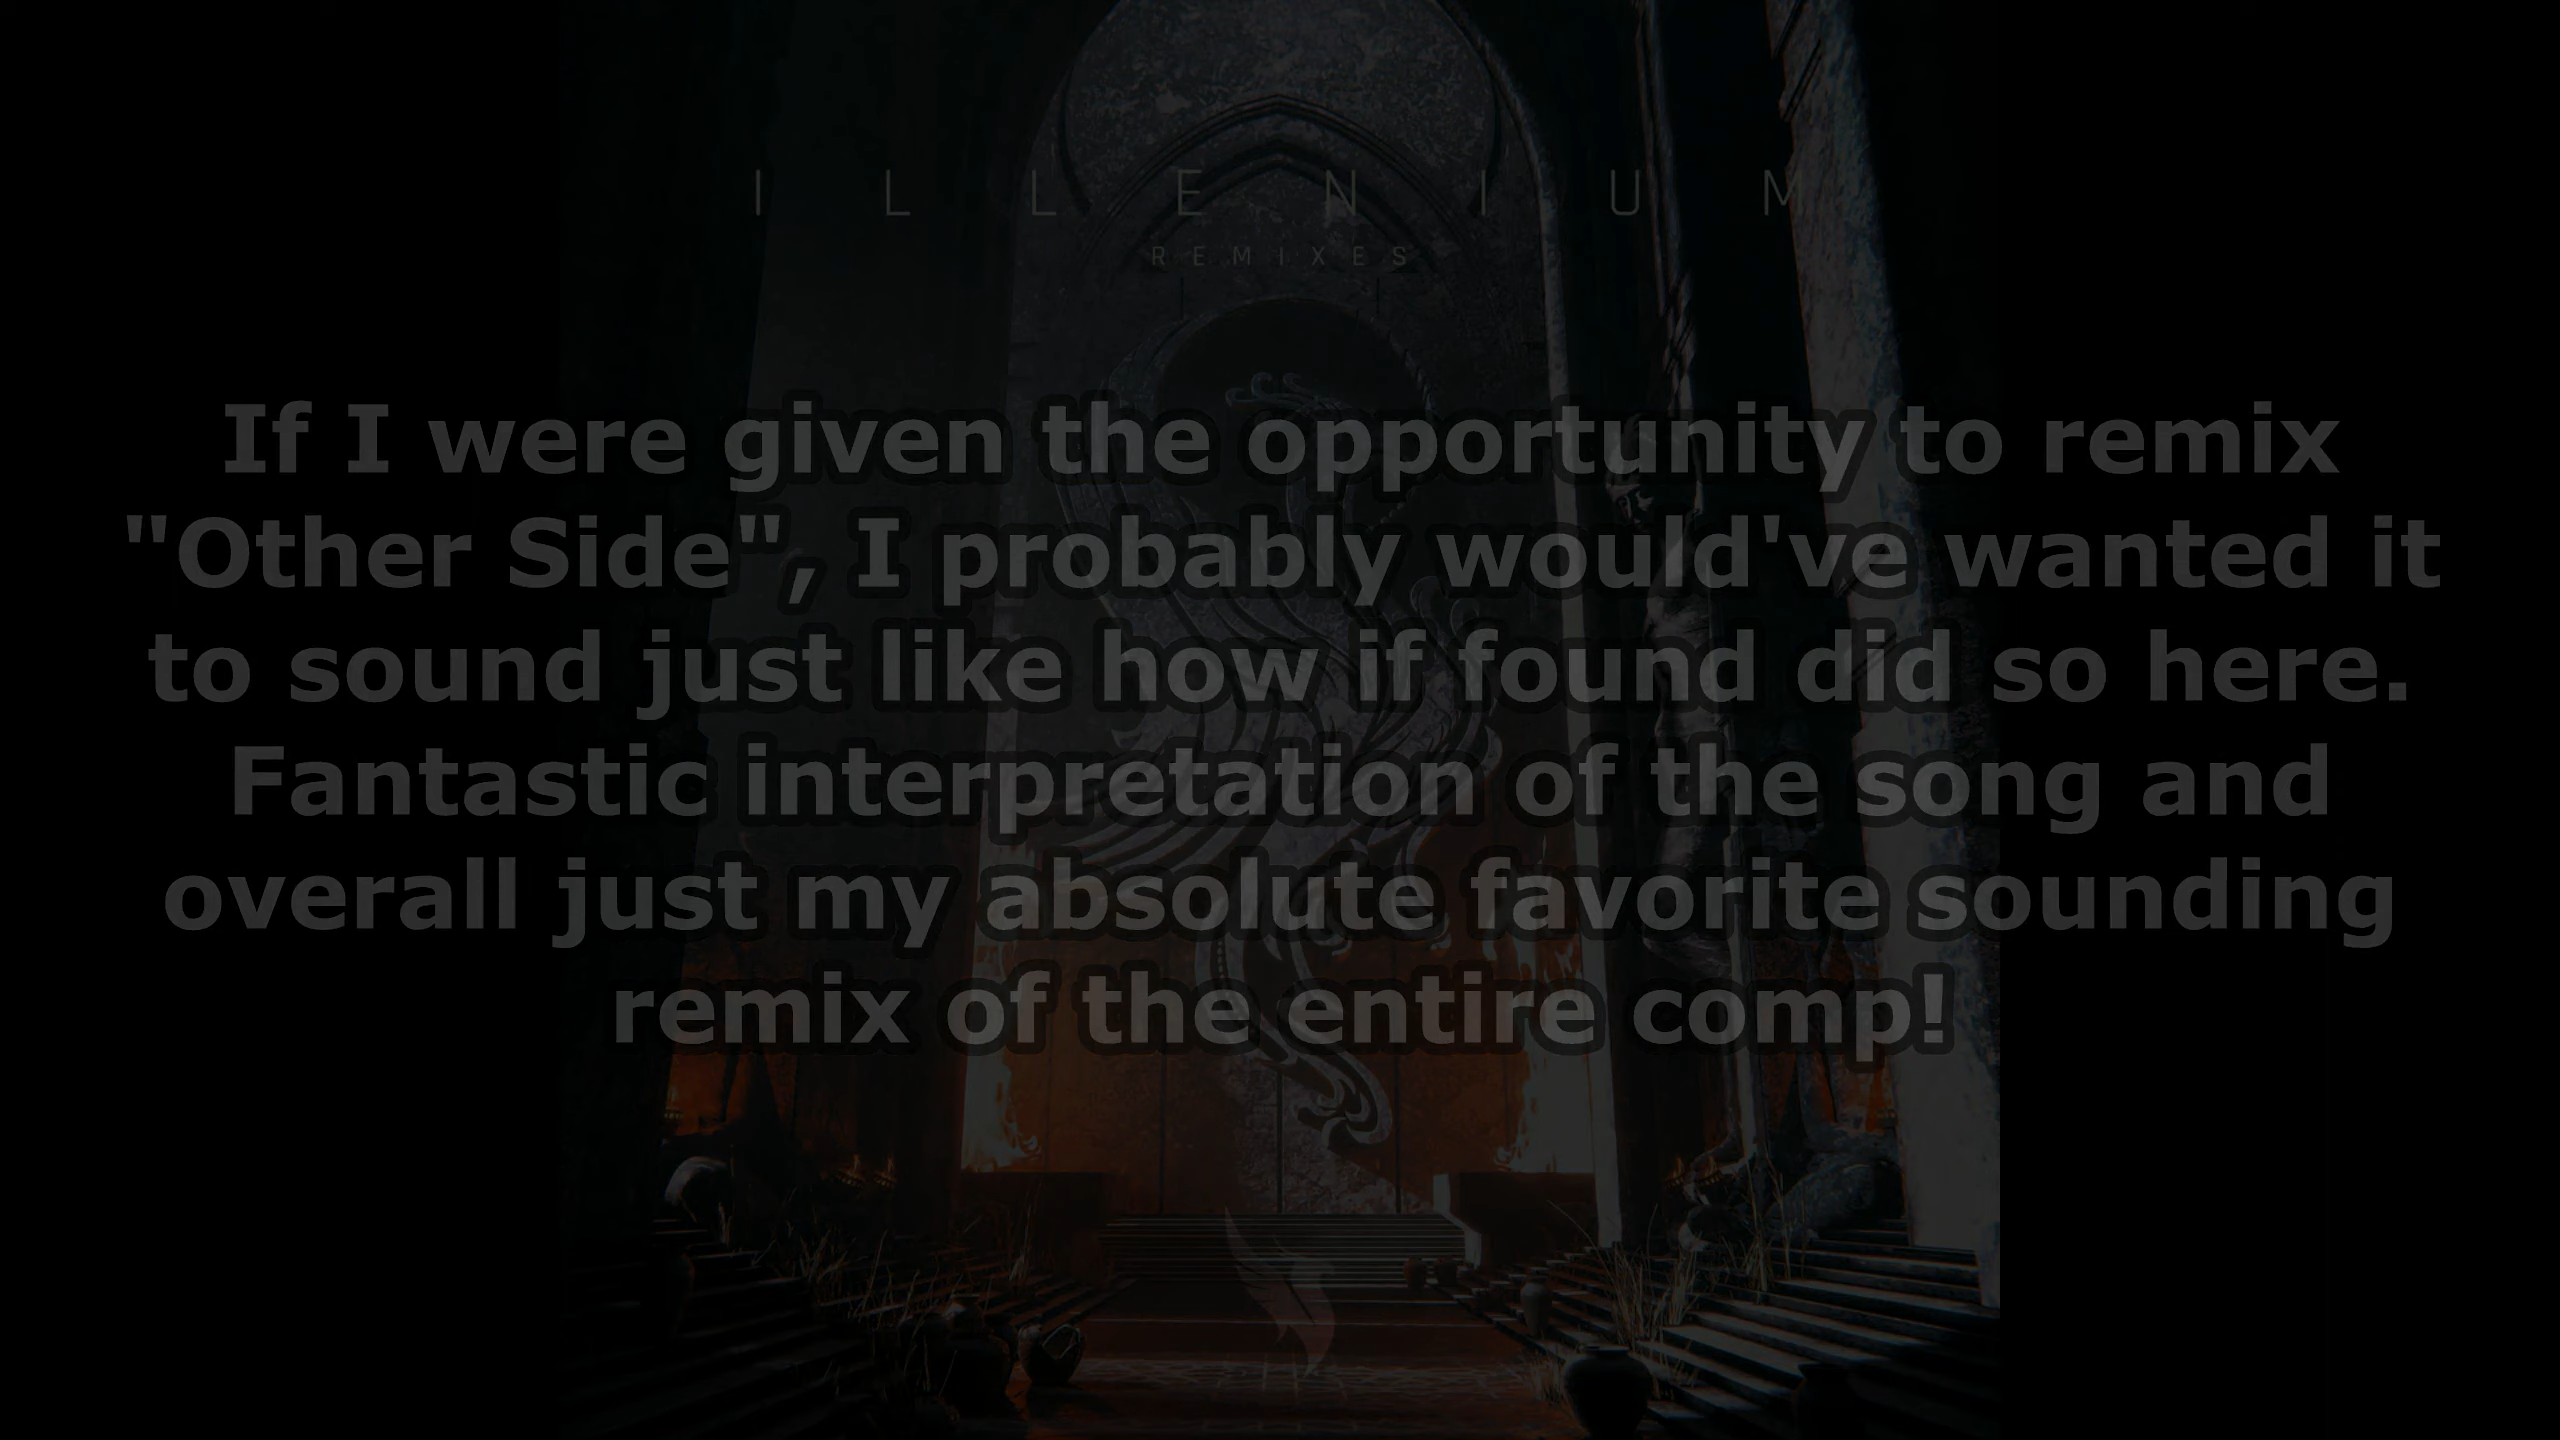 ILLENIUM
REMIXES
If I were given the opportunity to remix
"Other Side", I probably would've wanted it
to sound just like how if found did so here.
Fantastic interpretation of the song and
overall just my absolute favorite sounding
remix of the entire comp!